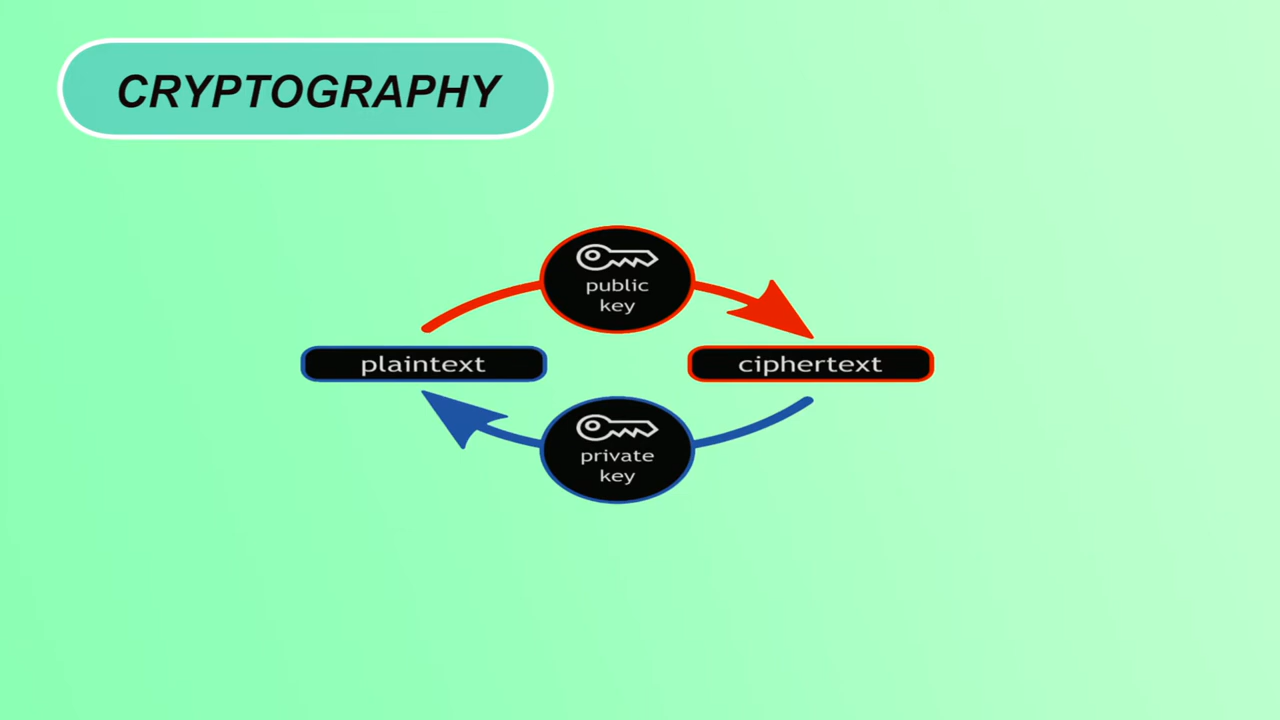 CRYPTOGRAPHY
public
key
plaintext
ciphertext
private
key